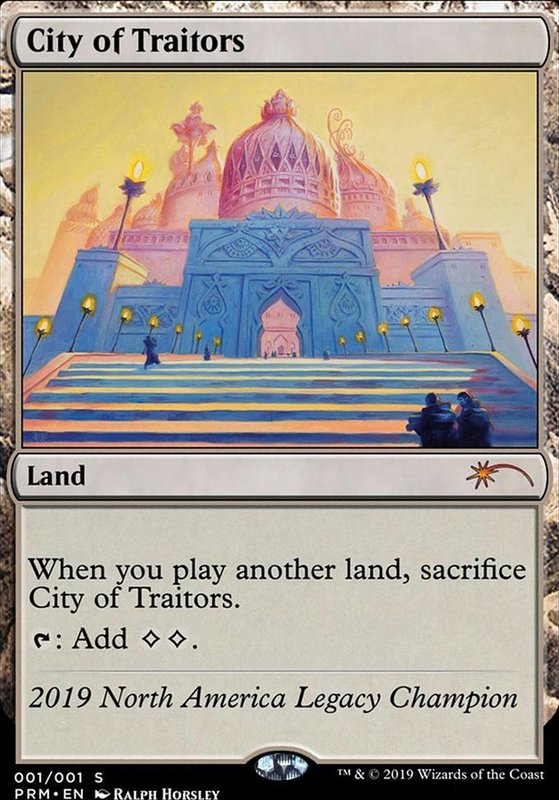 City of Traitors
Land
When you play another land, sacrifice
City of Traitors.
: Add .
2019 North America Legacy Champion
001/001 S
PRM • EN RALPH HORSLEY
™ & © 2019 Wizards of the Coast